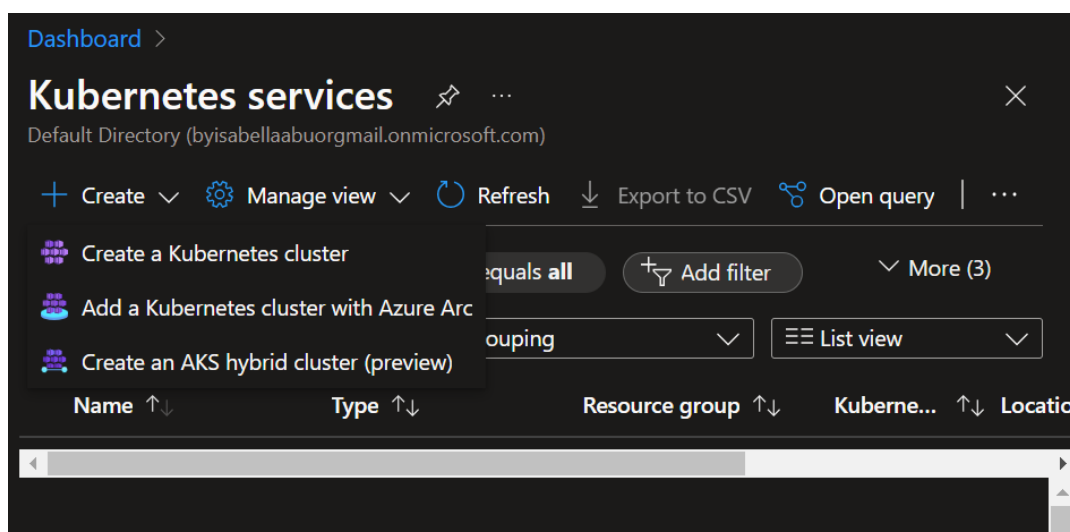 Dashboard >
Kubernetes services ...
Default Directory (byisabellaabuorgmail.onmicrosoft.com)
+ Create Manage view Refresh Export to CSV Open query | ...
Create a Kubernetes cluster
equals all Add filter More (3)
Add a Kubernetes cluster with Azure Arc
ouping List view
Create an AKS hybrid cluster (preview)
Name ↑↓ Type ↑↓ Resource group ↑↓ Kuberne... ↑↓ Locatio